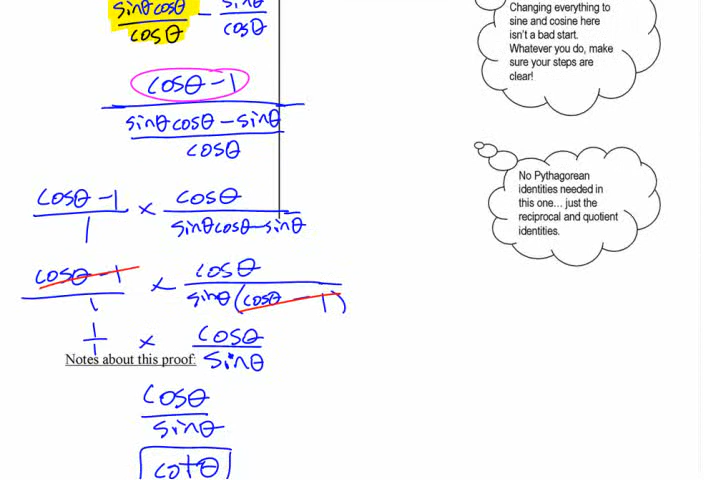 sinθcosθ/cosθ − sinθ/cosθ
cosθ − 1
sinθcosθ − sinθ
cosθ
cosθ − 1/1 × cosθ/sinθcosθ − sinθ
cosθ − 1/1 × cosθ/sinθ(cosθ − 1)
1/1 × cosθ/sinθ
Notes about this proof:
cosθ
sinθ
cotθ
Changing everything to
sine and cosine here
isn't a bad start.
Whatever you do, make
sure your steps are
clear!
No Pythagorean
identities needed in
this one... just the
reciprocal and quotient
identities.